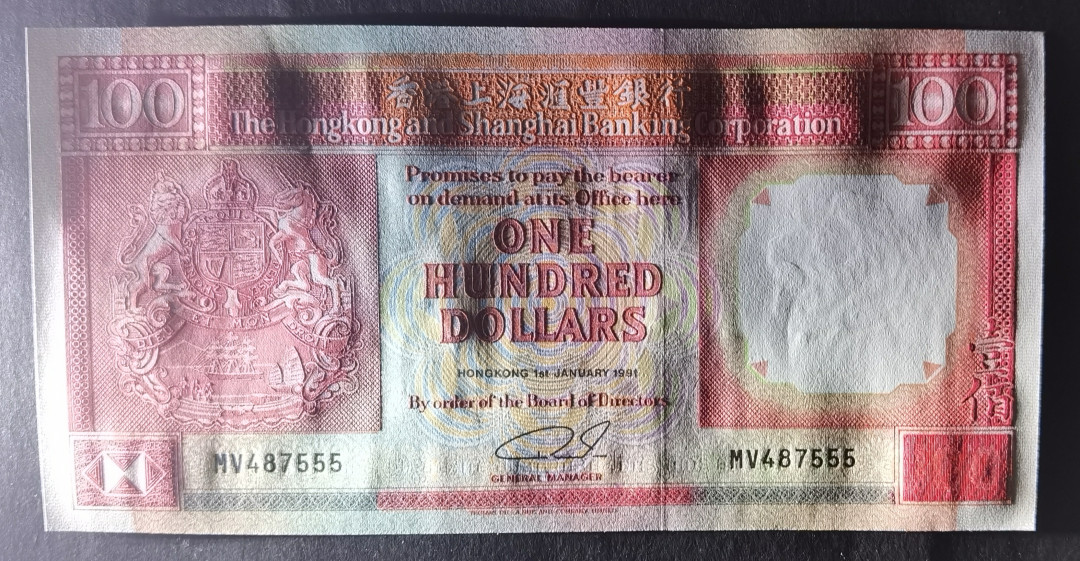 100
香港上海滙豐銀行
100
The Hongkong and Shanghai Banking Corporation
Promises to pay the bearer
on demand at its Office here
ONE
HUNDRED
DOLLARS
HONGKONG 1st JANUARY 1991
By order of the Board of Directors
MV487555
MV487555
GENERAL MANAGER